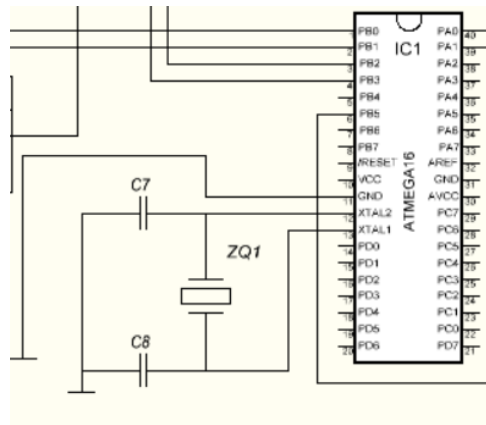 1 PB0 PA0 40
2 PB1 IC1 PA1 39
3 PB2 PA2 38
4 PB3 PA3 37
5 PB4 PA4 36
6 PB5 PA5 35
7 PB6 PA6 34
8 PB7 PA7 33
9 /RESET AREF 32
10 VCC GND 31
11 GND AVCC 30
12 XTAL2 PC7 29
13 XTAL1 PC6 28
14 PD0 PC5 27
15 PD1 PC4 26
16 PD2 PC3 25
17 PD3 PC2 24
18 PD4 PC1 23
19 PD5 PC0 22
20 PD6 PD7 21
ATMEGA16
C7
ZQ1
C8